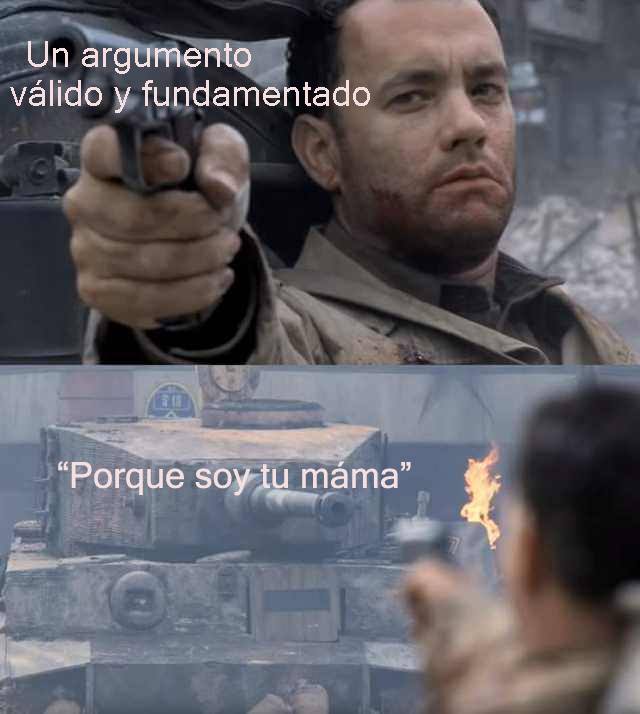 Un argumento
válido y fundamentado
“Porque soy tu máma”